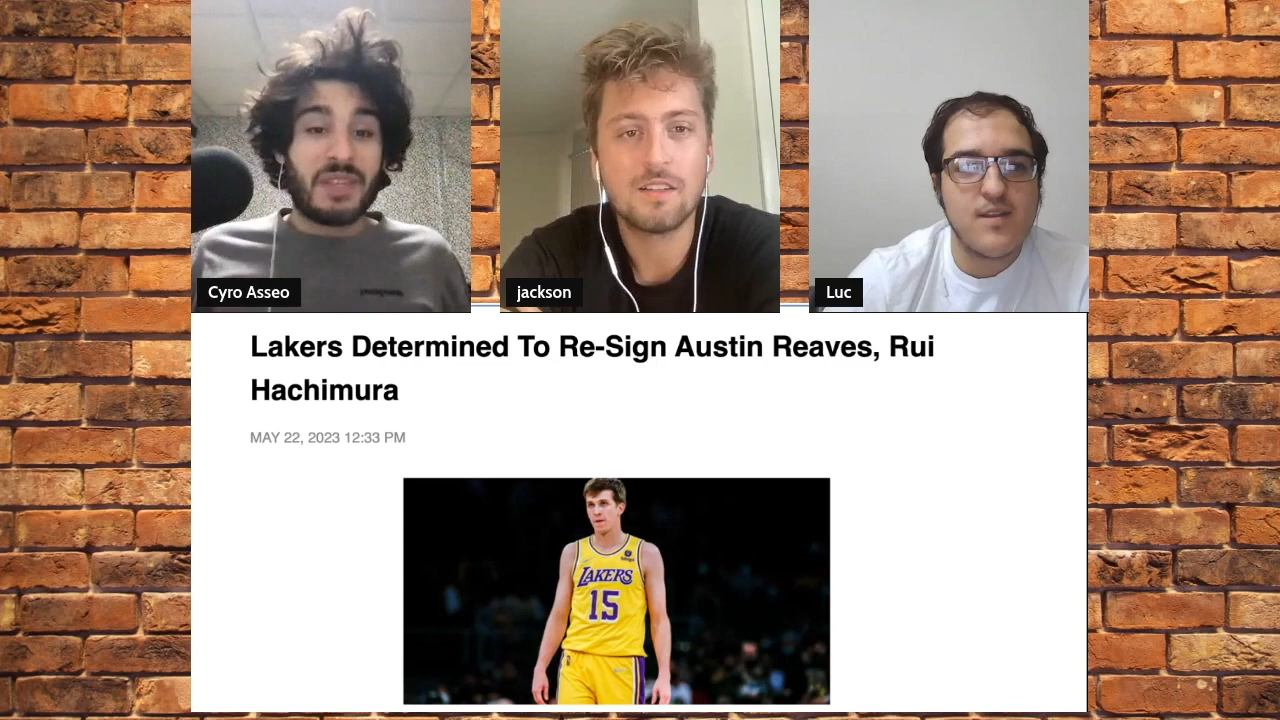 Cyro Asseo
jackson
Luc
Lakers Determined To Re-Sign Austin Reaves, Rui
Hachimura
MAY 22, 2023 12:33 PM
LAKERS
15